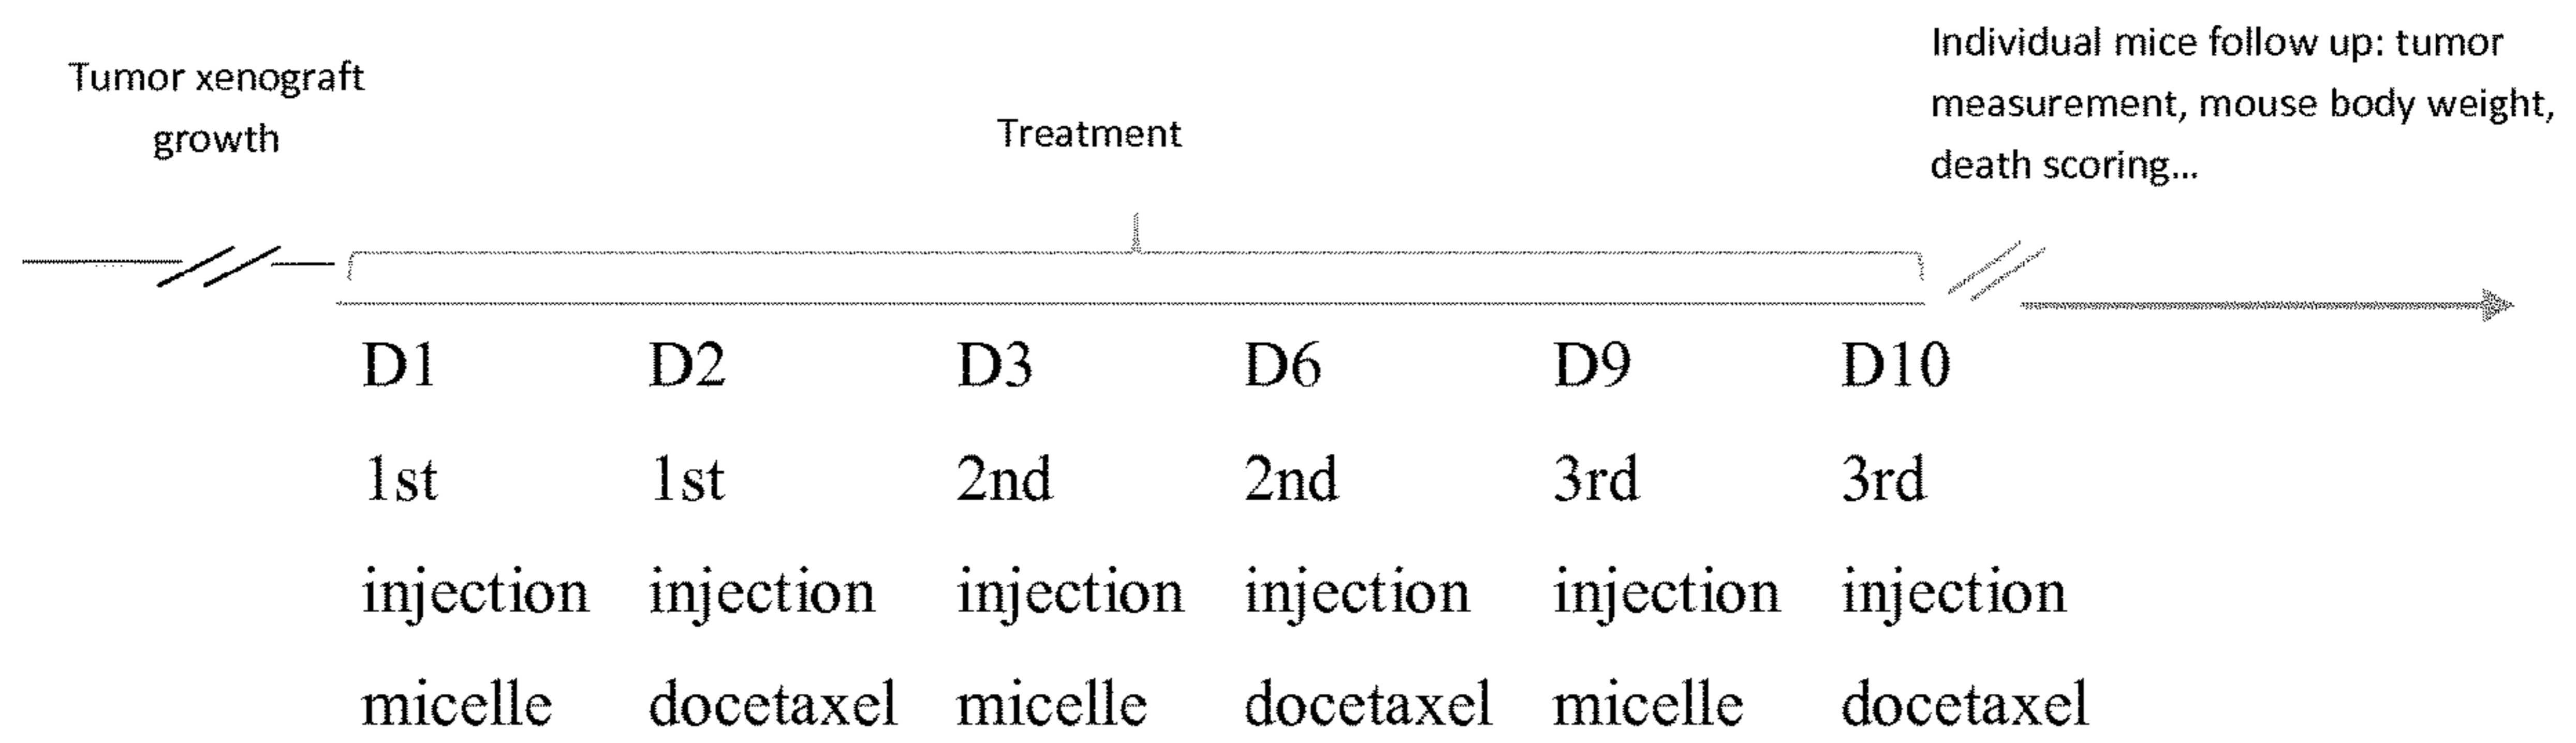 Tumor xenograft
growth
Treatment
Individual mice follow up: tumor
measurement, mouse body weight,
death scoring...
D1 D2 D3 D6 D9 D10
1st 1st 2nd 2nd 3rd 3rd
injection injection injection injection injection injection
micelle docetaxel micelle docetaxel micelle docetaxel